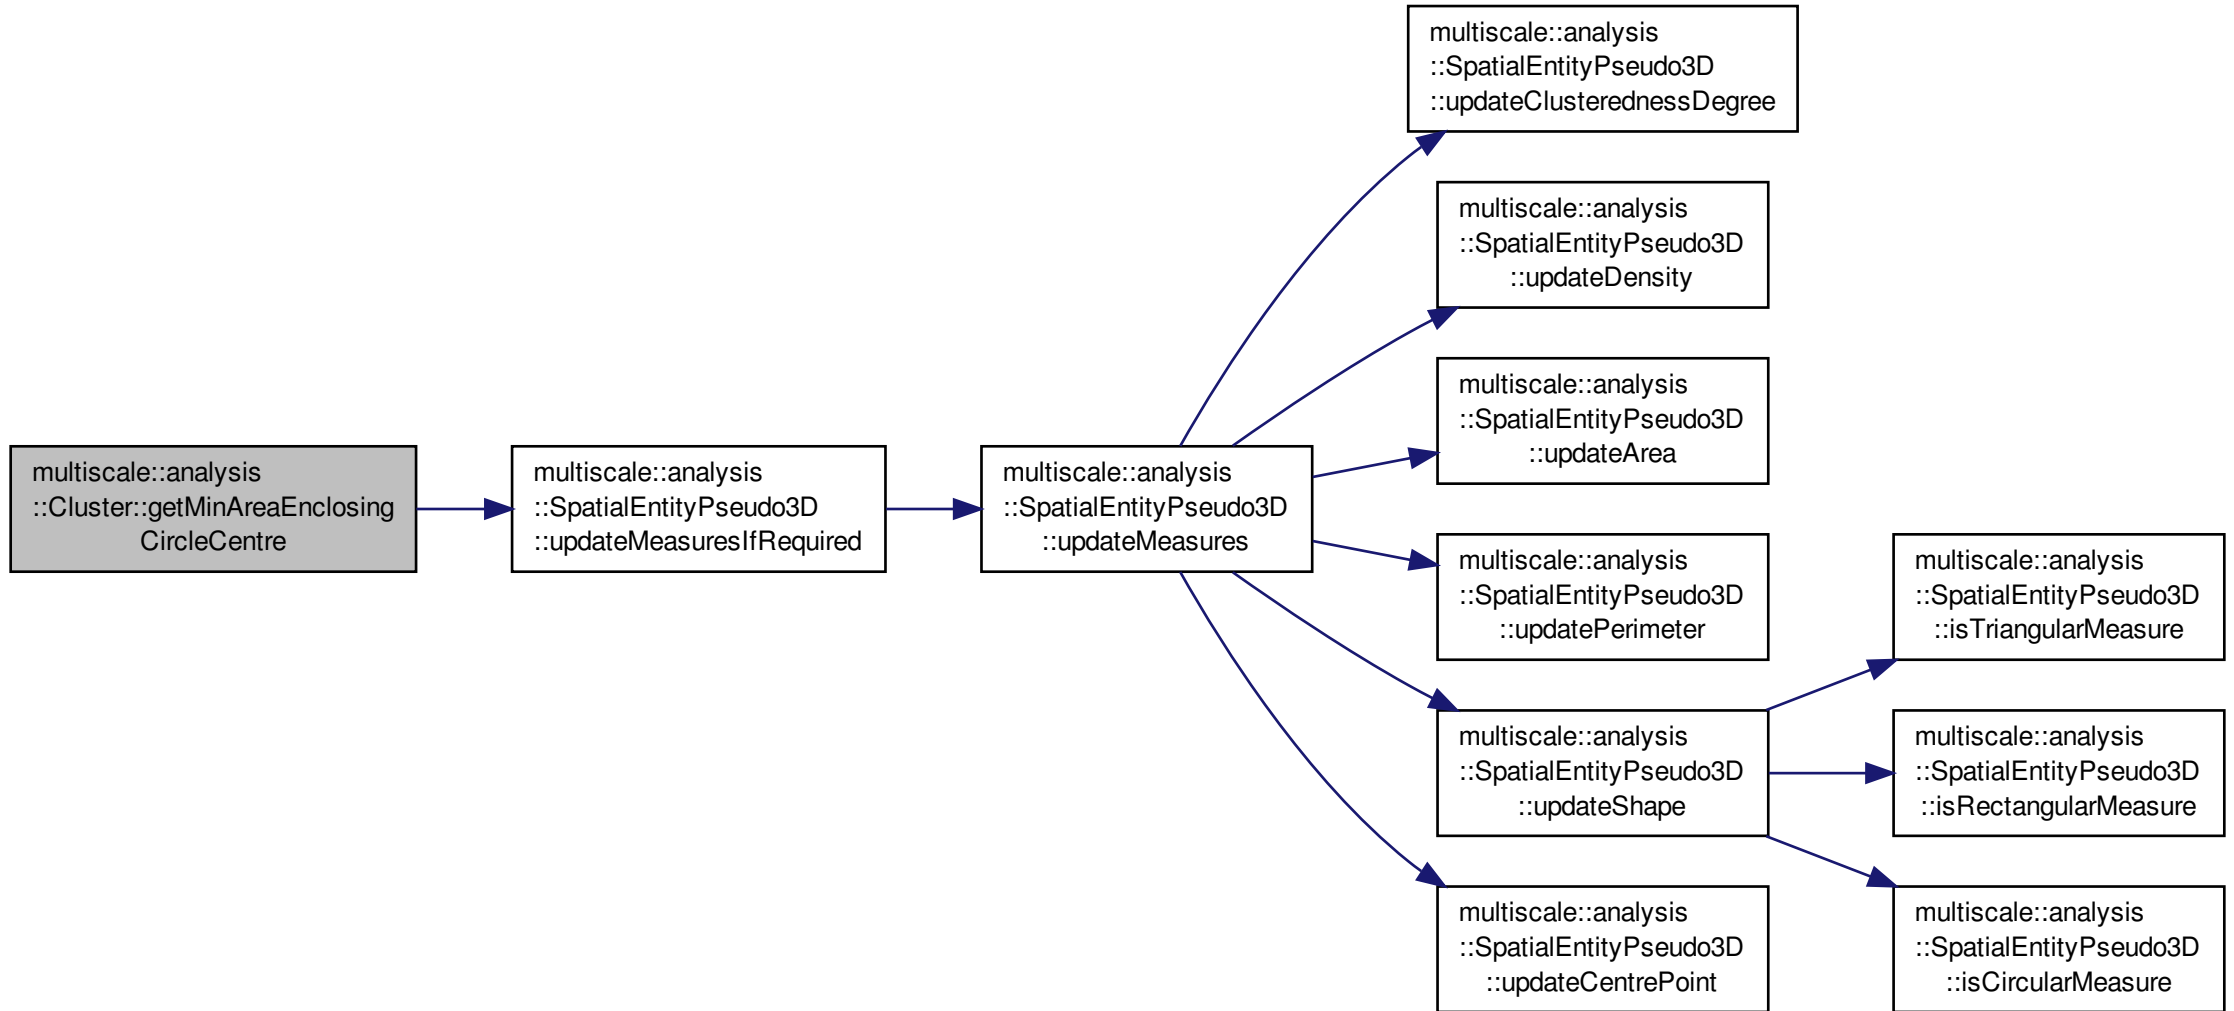 multiscale::analysis
::Cluster::getMinAreaEnclosing
CircleCentre
multiscale::analysis
::SpatialEntityPseudo3D
::updateMeasuresIfRequired
multiscale::analysis
::SpatialEntityPseudo3D
::updateMeasures
multiscale::analysis
::SpatialEntityPseudo3D
::updateClusterednessDegree
multiscale::analysis
::SpatialEntityPseudo3D
::updateDensity
multiscale::analysis
::SpatialEntityPseudo3D
::updateArea
multiscale::analysis
::SpatialEntityPseudo3D
::updatePerimeter
multiscale::analysis
::SpatialEntityPseudo3D
::updateShape
multiscale::analysis
::SpatialEntityPseudo3D
::updateCentrePoint
multiscale::analysis
::SpatialEntityPseudo3D
::isTriangularMeasure
multiscale::analysis
::SpatialEntityPseudo3D
::isRectangularMeasure
multiscale::analysis
::SpatialEntityPseudo3D
::isCircularMeasure